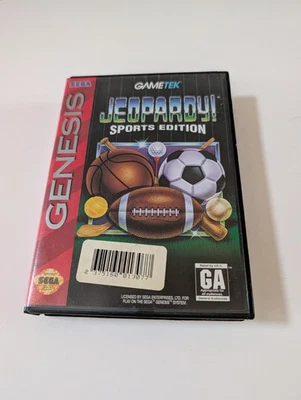 SEGA
GAMETEK
JEOPARDY!
SPORTS EDITION
GENESIS
GA
LICENSED BY SEGA ENTERPRISES, LTD. FOR
PLAY ON THE SEGA™ GENESIS™ SYSTEM.
SEGA